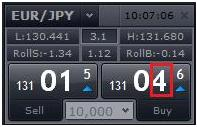 EUR/JPY 10:07:06 ×
L:130.441 3.1 H:131.680
RollS:-1.34 1.12 RollB:-0.14
131 01 5 131 04 6
Sell 10,000 Buy